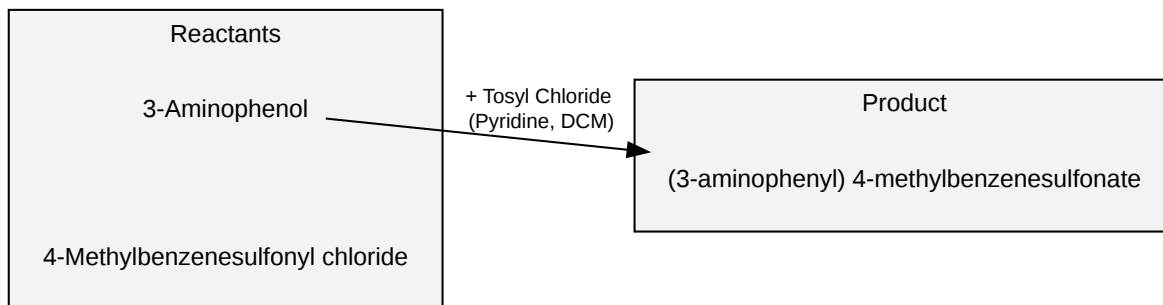 Reactants
3-Aminophenol
4-Methylbenzenesulfonyl chloride
+ Tosyl Chloride
(Pyridine, DCM)
Product
(3-aminophenyl) 4-methylbenzenesulfonate